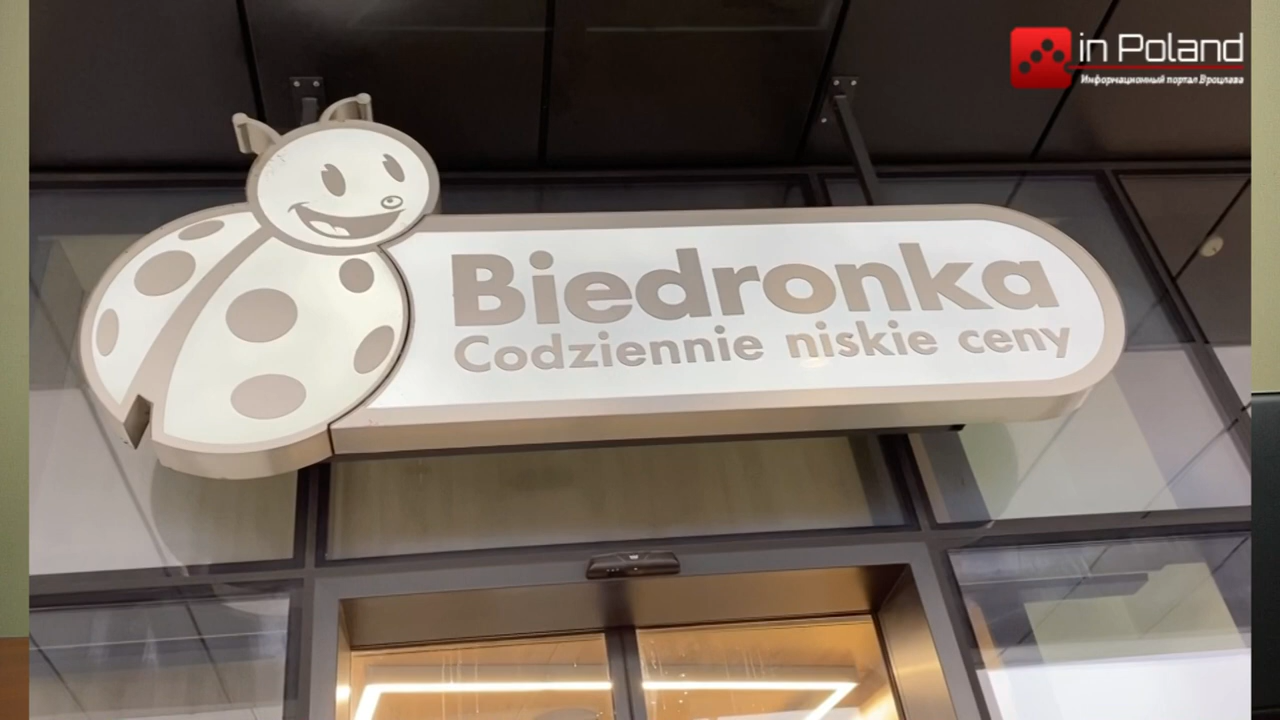 in Poland
Информационный портал Вроцлава
Biedronka
Codziennie niskie ceny